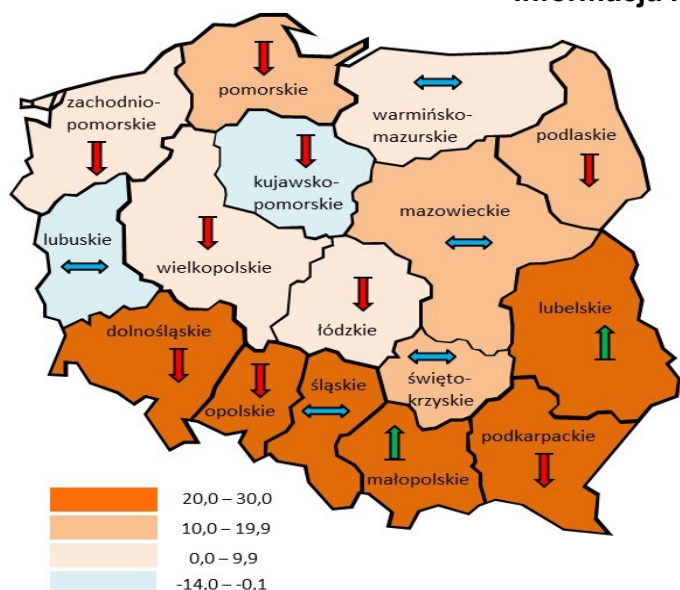 pomorskie
zachodnio-
pomorskie
warmińsko-
mazurskie
podlaskie
kujawsko-
pomorskie
mazowieckie
lubuskie
wielkopolskie
lubelskie
łódzkie
dolnośląskie
święto-
krzyskie
śląskie
opolskie
podkarpackie
małopolskie
20,0 – 30,0
10,0 – 19,9
0,0 – 9,9
-14,0 – -0,1